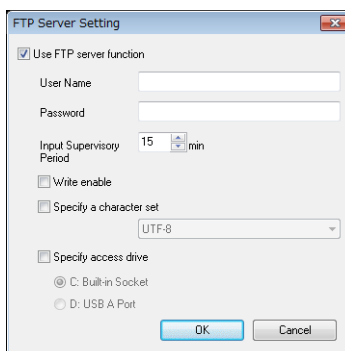 FTP Server Setting
Use FTP server function
User Name
Password
Input Supervisory
Period
15
min
Write enable
Specify a character set
UTF-8
Specify access drive
C: Built-in Socket
D: USB A Port
OK
Cancel